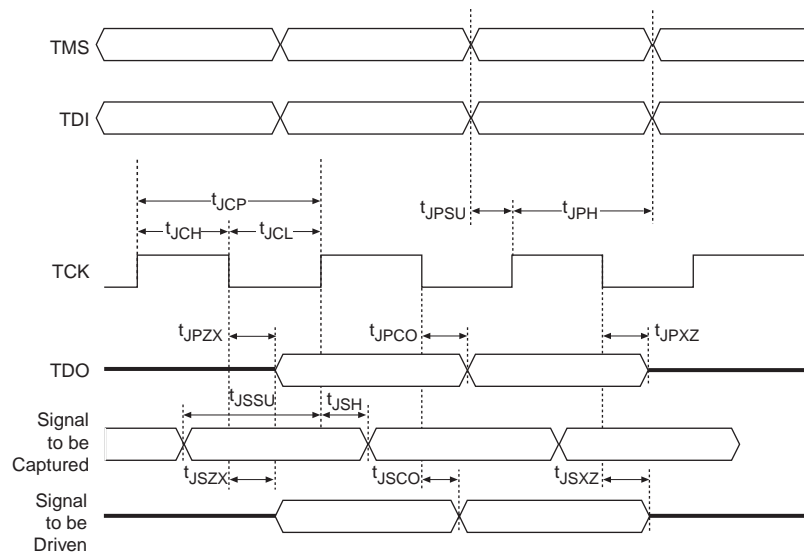 TMS
TDI
tJCP
tJCH
tJCL
tJPSU
tJPH
TCK
tJPZX
tJPCO
tJPXZ
TDO
tJSSU
tJSH
Signal
to be
Captured
tJSZX
tJSCO
tJSXZ
Signal
to be
Driven